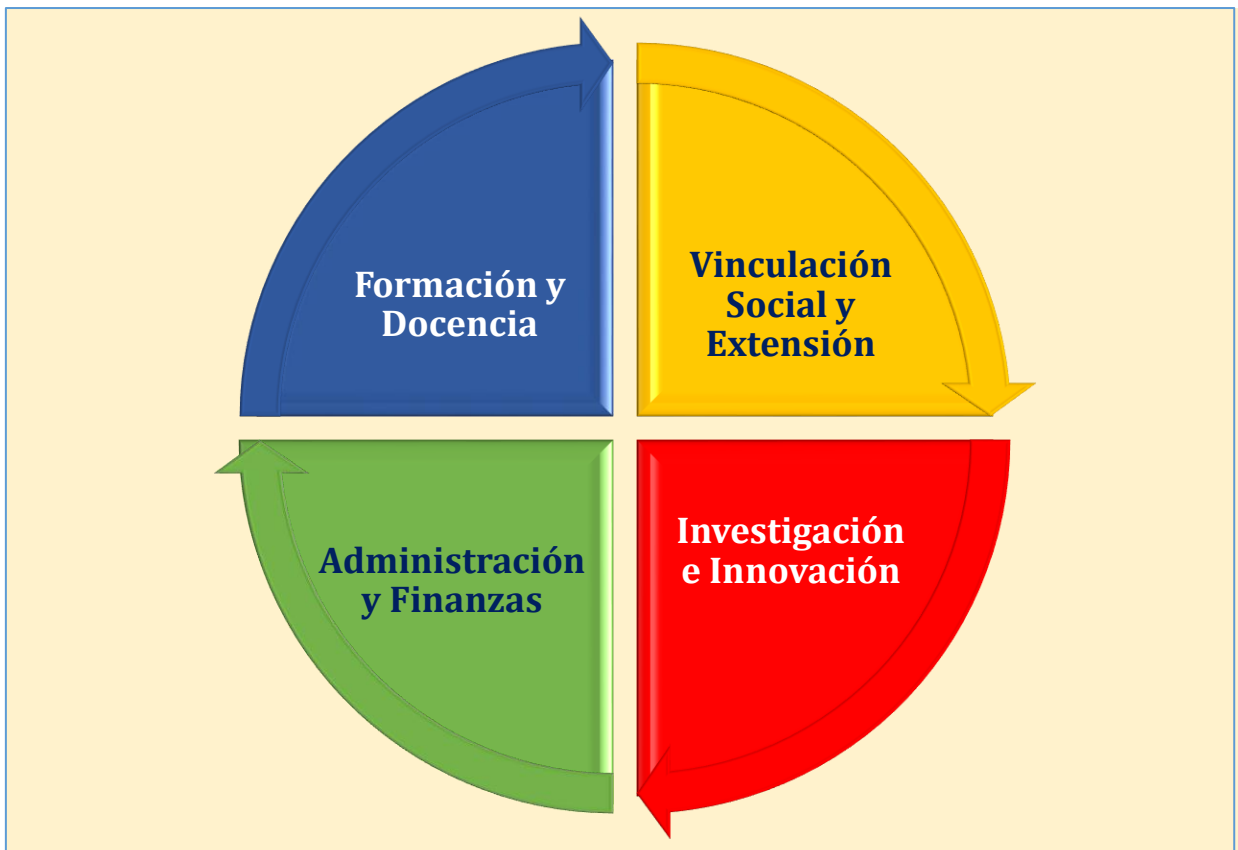 Formación y
Docencia
Vinculación
Social y
Extensión
Investigación
e Innovación
Administración
y Finanzas